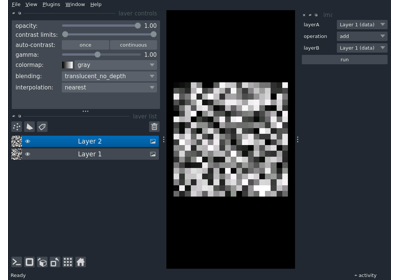 File View Plugins Window Help
layer controls
opacity: 1.00
contrast limits:
auto-contrast: once continuous
gamma: 1.00
colormap: gray
blending: translucent_no_depth
interpolation: nearest
layer list
Layer 2
Layer 1
layerA Layer 1 (data)
operation add
layerB Layer 1 (data)
run
Ready
activity